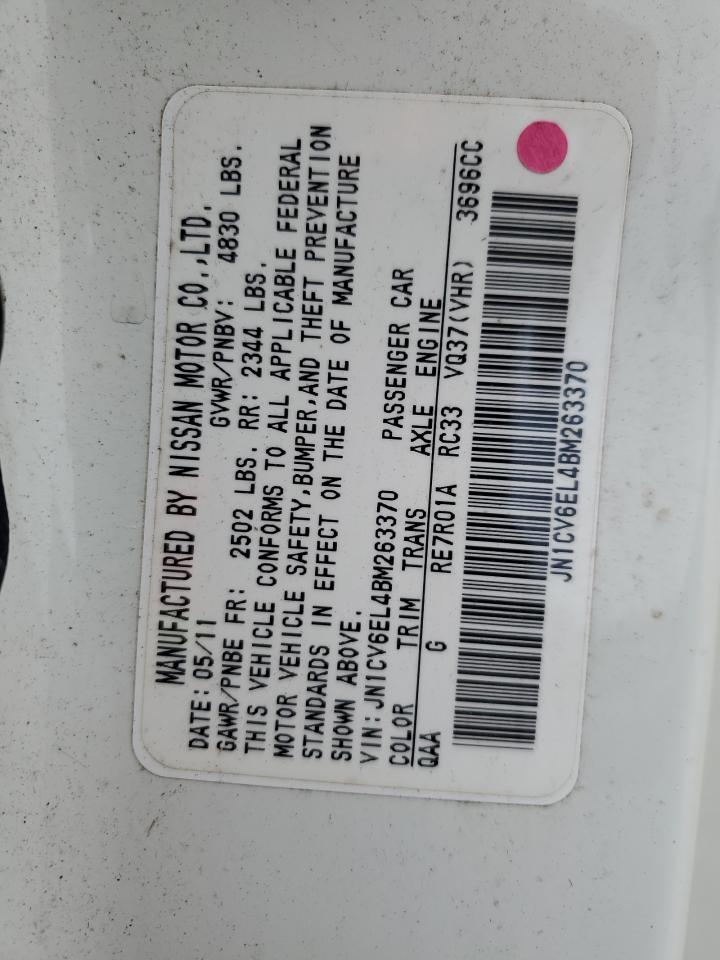 MANUFACTURED BY NISSAN MOTOR CO.,LTD.
DATE: 05/11 GVWR/PNBV: 4830 LBS.
GAWR/PNBE FR: 2502 LBS. RR: 2344 LBS.
THIS VEHICLE CONFORMS TO ALL APPLICABLE FEDERAL
MOTOR VEHICLE SAFETY,BUMPER,AND THEFT PREVENTION
STANDARDS IN EFFECT ON THE DATE OF MANUFACTURE
SHOWN ABOVE.
VIN: JN1CV6EL4BM263370 PASSENGER CAR
COLOR TRIM TRANS AXLE ENGINE
QAA G RE7R01A RC33 VQ37(VHR) 3696CC
JN1CV6EL4BM263370